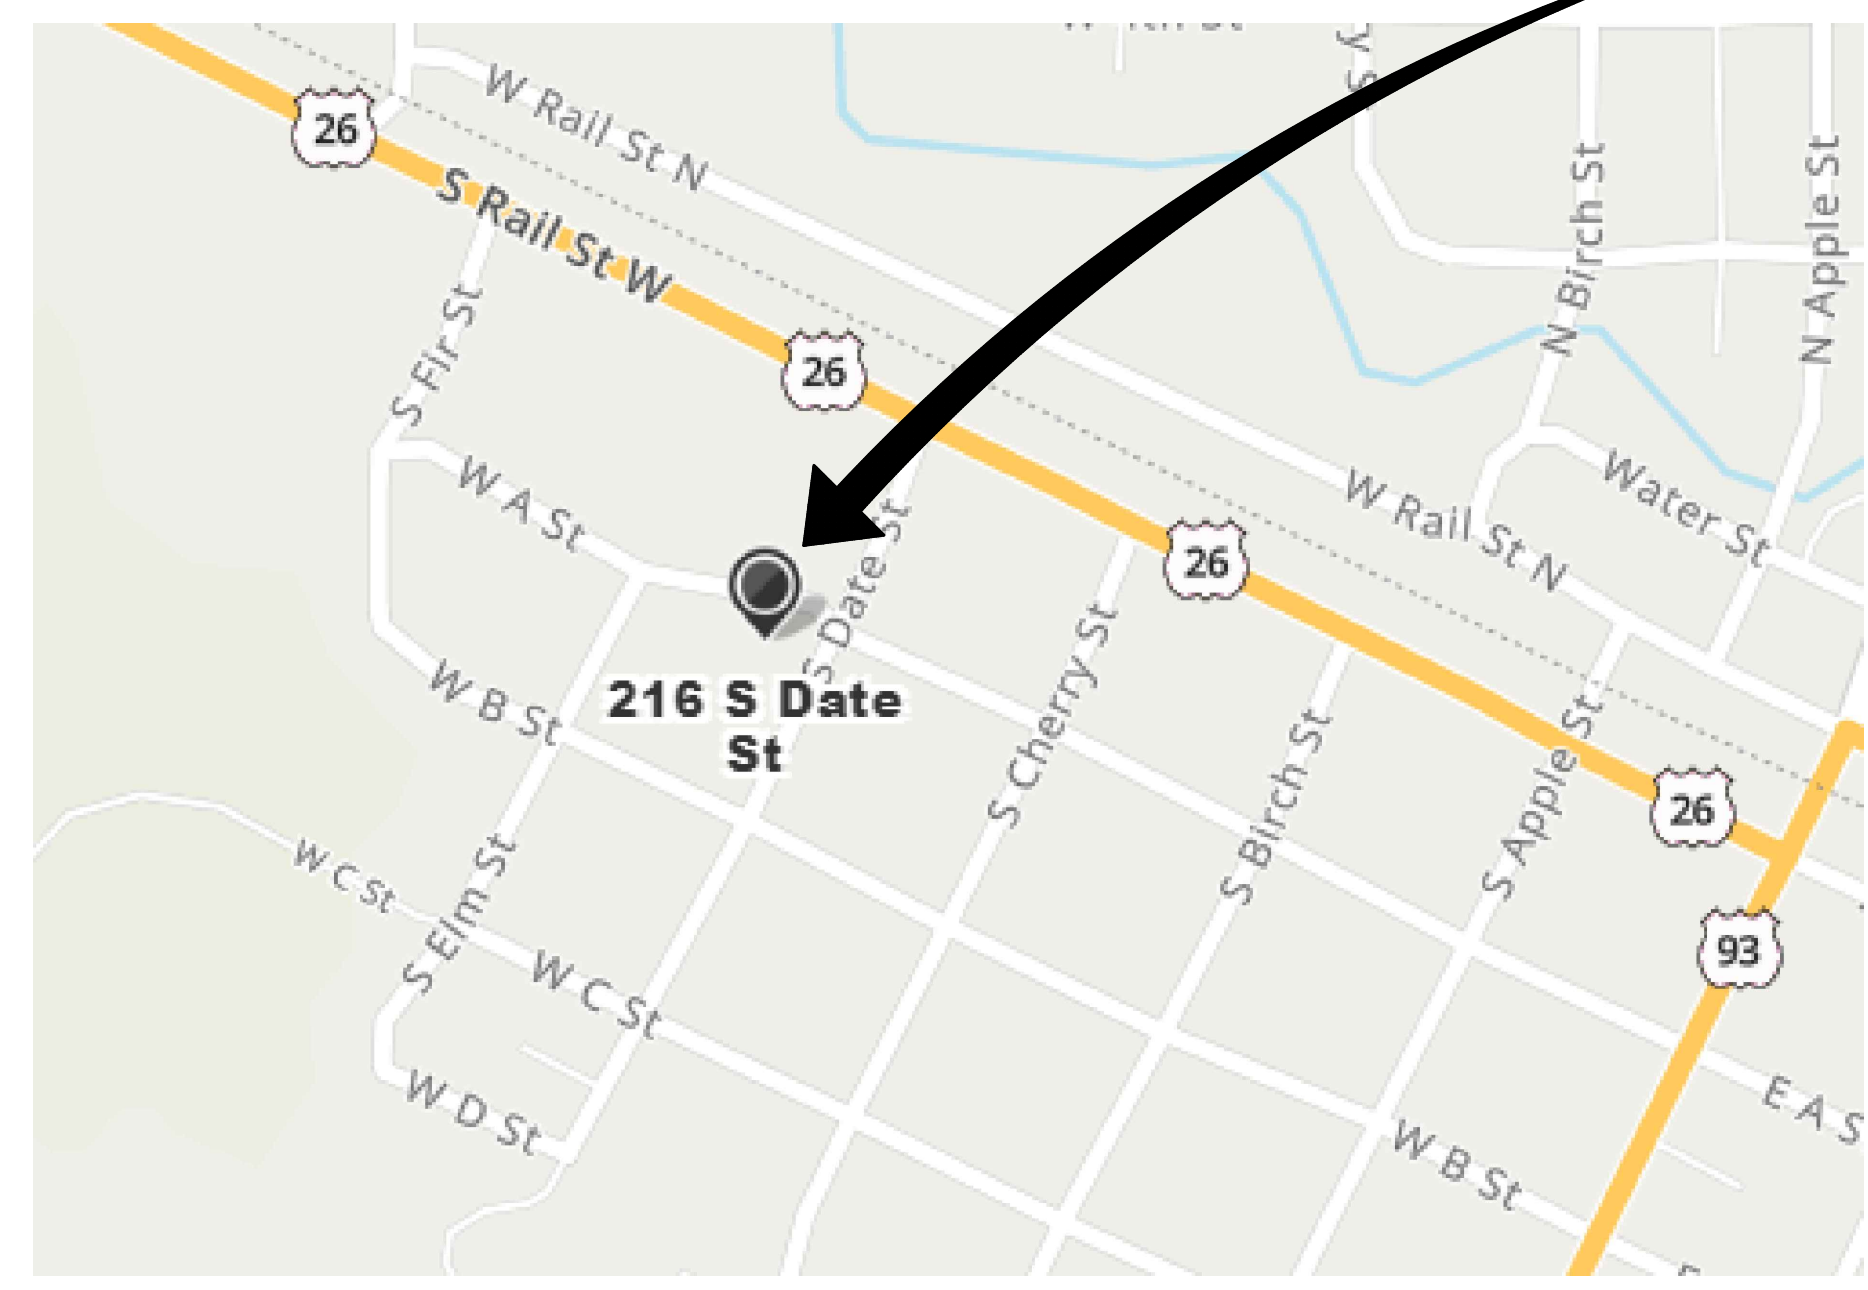 26
W Rail St N
S Rail St W
N Birch St
N Apple St
S Fir St
26
W A St
S Date St
26
W Rail St N
Water St
S Cherry St
W B St
216 S Date
St
S Birch St
S Apple St
26
W C St
S Elm St
93
W C St
W D St
E A S
W B St